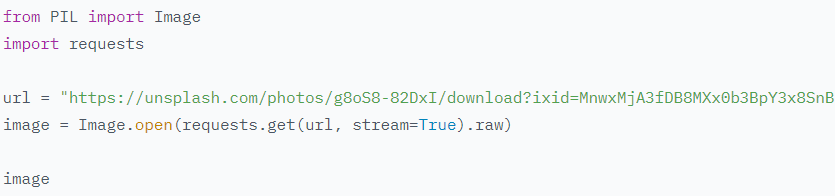 from PIL import Image
import requests
url = "https://unsplash.com/photos/g8oS8-82DxI/download?ixid=MnwxMjA3fDB8MXx0b3BpY3x8SnB
image = Image.open(requests.get(url, stream=True).raw)
image